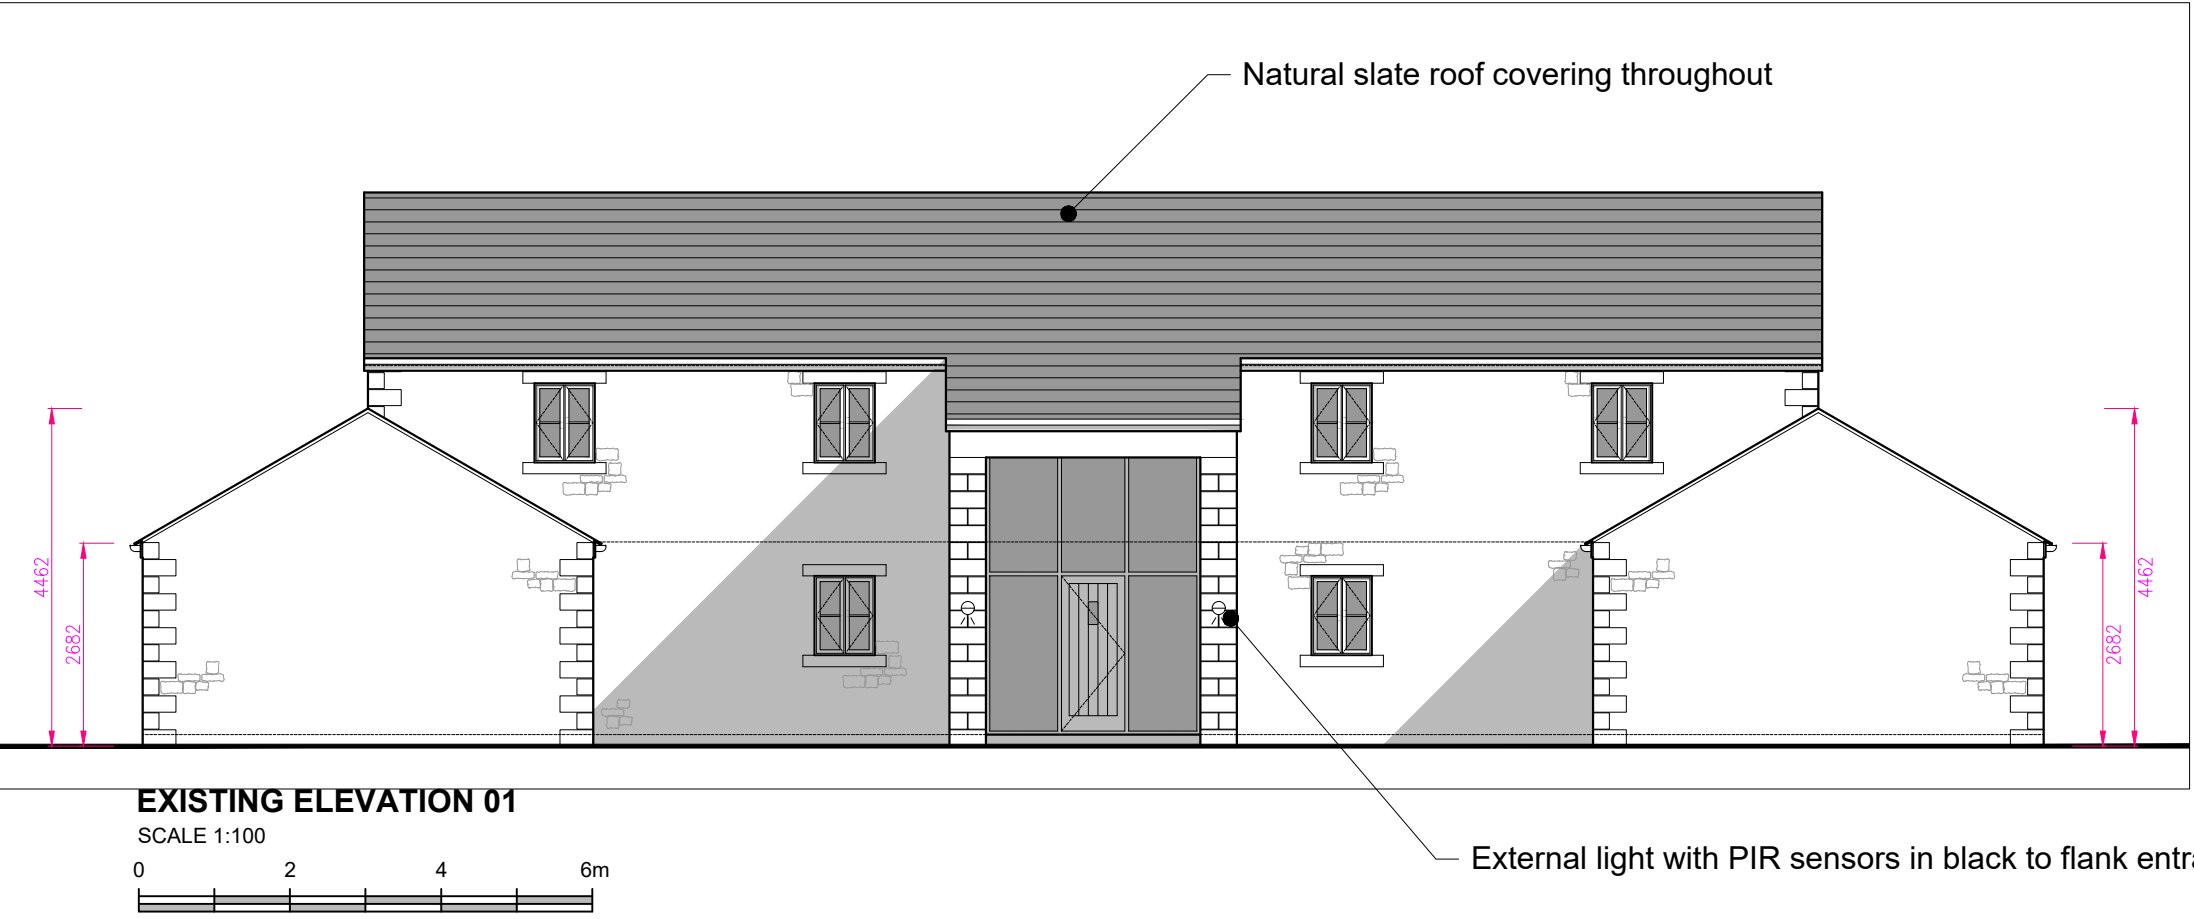 Natural slate roof covering throughout
4462
2682
4462
2682
EXISTING ELEVATION 01
SCALE 1:100
0 2 4 6m
External light with PIR sensors in black to flank